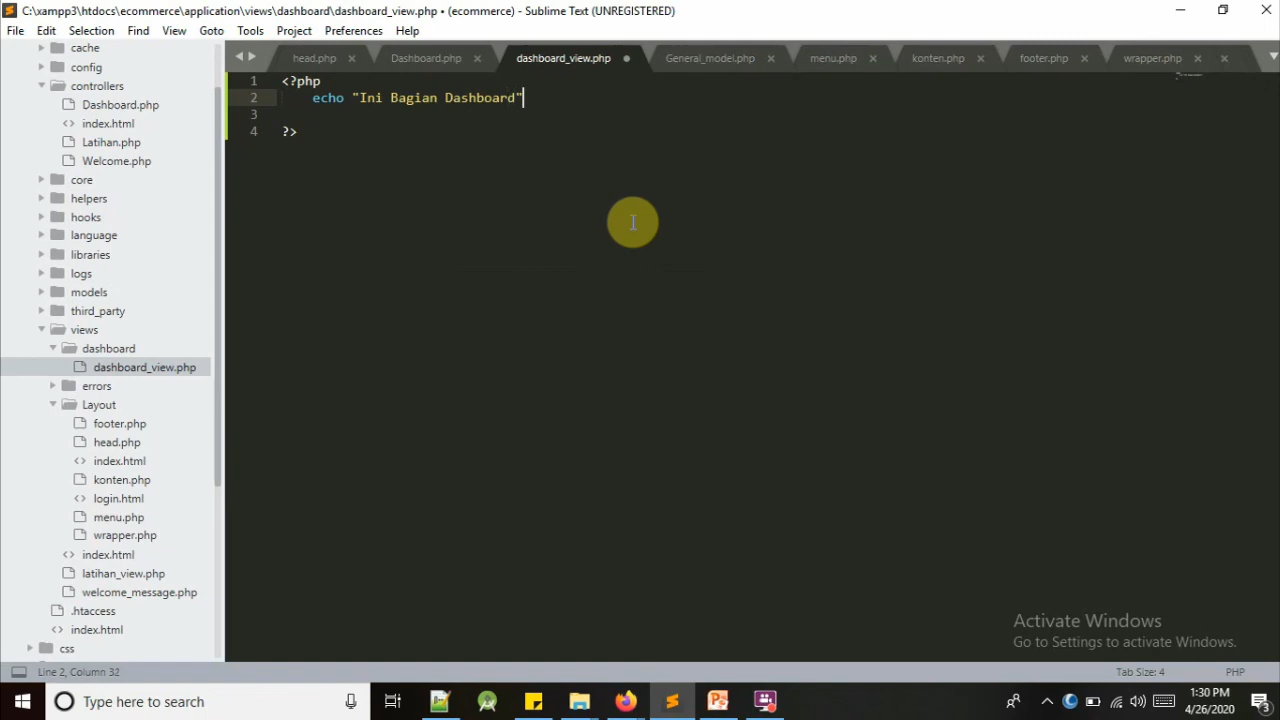 C:\xampp3\htdocs\ecommerce\application\views\dashboard\dashboard_view.php • (ecommerce) - Sublime Text (UNREGISTERED)
File Edit Selection Find View Goto Tools Project Preferences Help
cache
config
controllers
Dashboard.php
index.html
Latihan.php
Welcome.php
core
helpers
hooks
language
libraries
logs
models
third_party
views
dashboard
dashboard_view.php
errors
Layout
footer.php
head.php
index.html
konten.php
login.html
menu.php
wrapper.php
index.html
latihan_view.php
welcome_message.php
.htaccess
index.html
css
head.php Dashboard.php dashboard_view.php General_model.php menu.php konten.php footer.php wrapper.php
1 <?php
2 echo "Ini Bagian Dashboard"
3
4 ?>
Activate Windows
Go to Settings to activate Windows.
Line 2, Column 32 Tab Size: 4 PHP
Type here to search
1:30 PM
4/26/2020
3